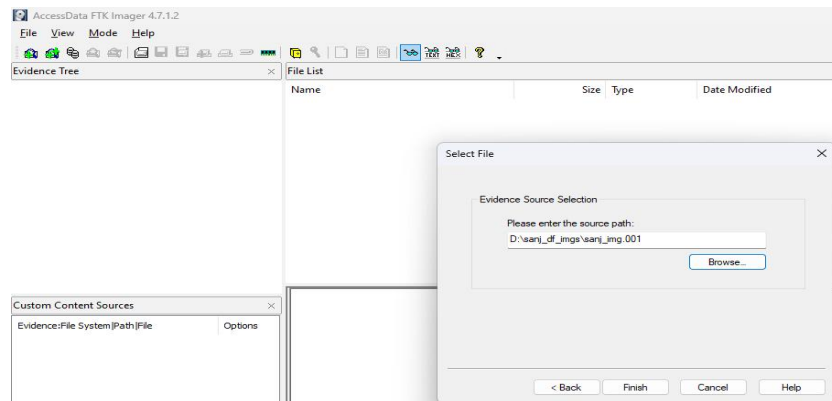 AccessData FTK Imager 4.7.1.2
File View Mode Help
Evidence Tree
File List
Name Size Type Date Modified
Select File
Evidence Source Selection
Please enter the source path:
D:\sanj_df_imgs\sanj_img.001
Browse...
Custom Content Sources
Evidence:File System|Path|File Options
< Back Finish Cancel Help